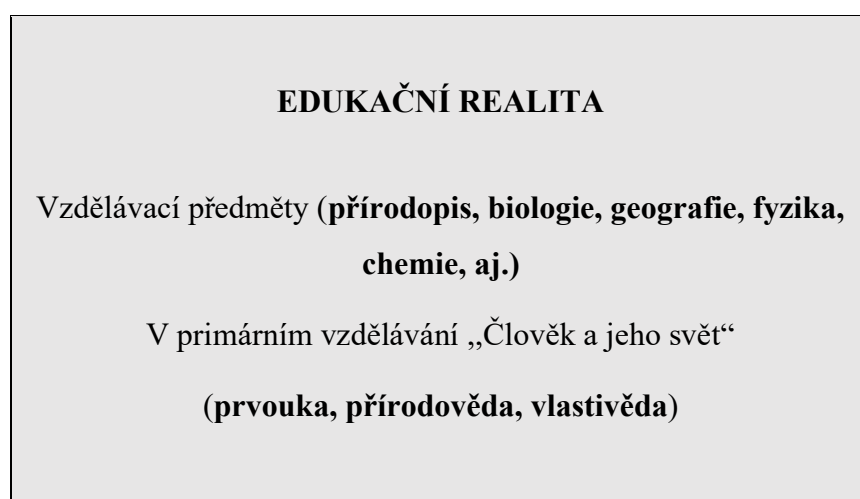 EDUKAČNÍ REALITA
Vzdělávací předměty (přírodopis, biologie, geografie, fyzika,
chemie, aj.)
V primárním vzdělávání ,,Člověk a jeho svět“
(prvouka, přírodověda, vlastivěda)